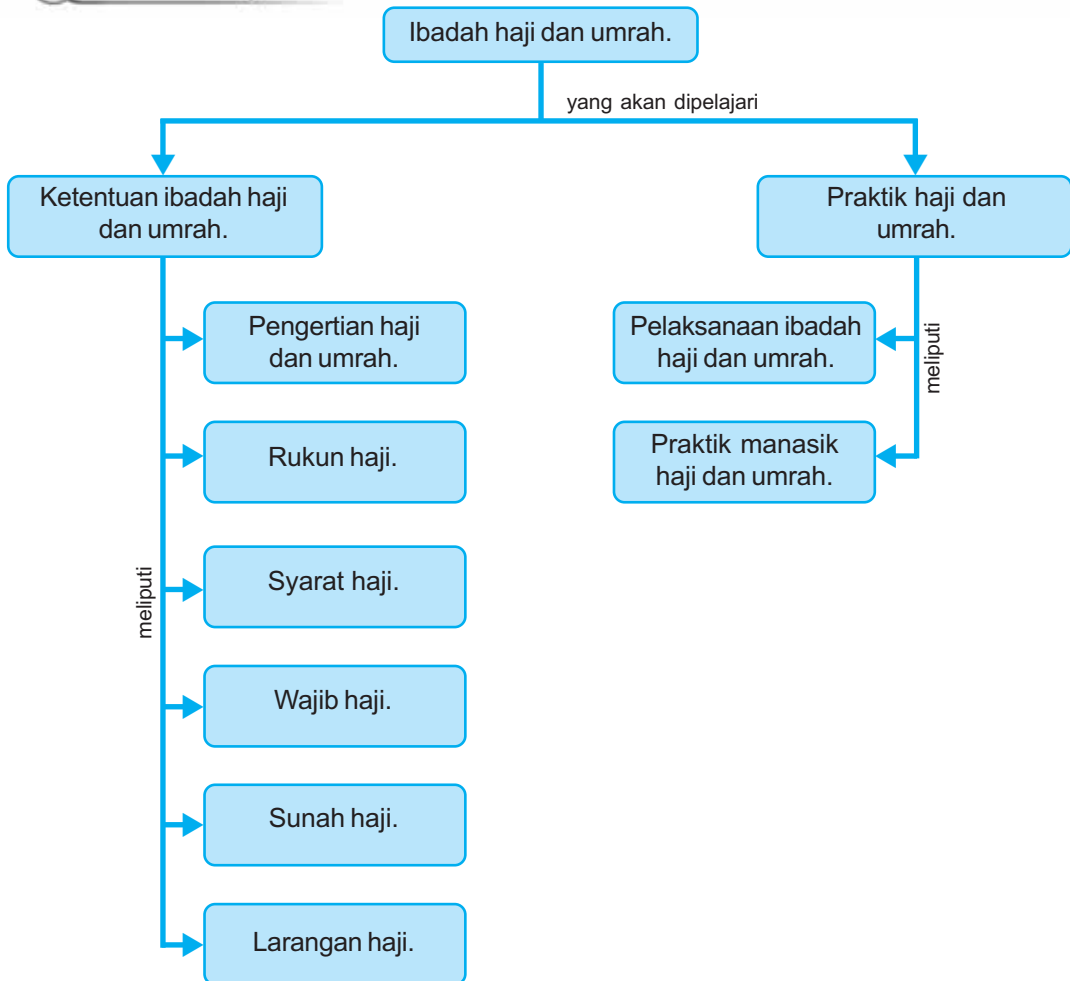 Ibadah haji dan umrah.
yang akan dipelajari
Ketentuan ibadah haji
dan umrah.
meliputi
Pengertian haji
dan umrah.
Rukun haji.
Syarat haji.
Wajib haji.
Sunah haji.
Larangan haji.
Praktik haji dan
umrah.
meliputi
Pelaksanaan ibadah
haji dan umrah.
Praktik manasik
haji dan umrah.